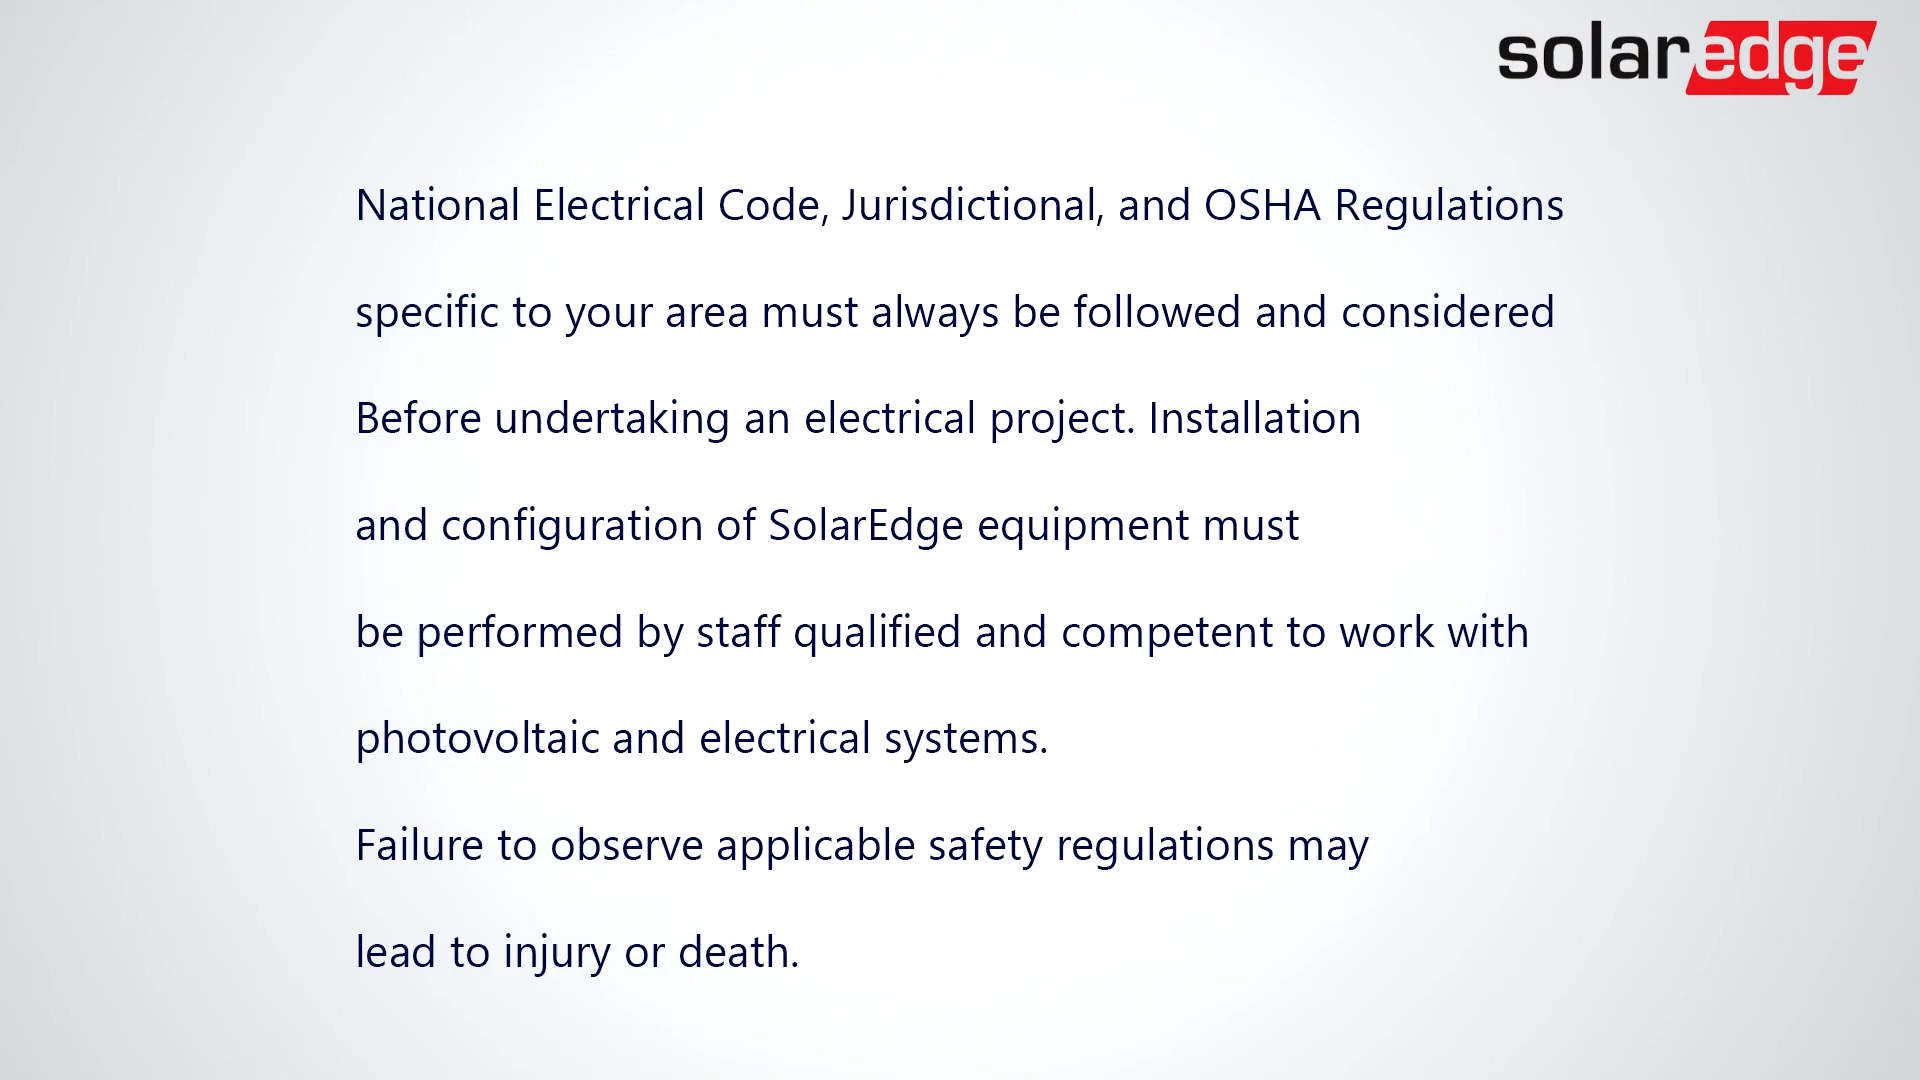 solaredge
National Electrical Code, Jurisdictional, and OSHA Regulations
specific to your area must always be followed and considered
Before undertaking an electrical project. Installation
and configuration of SolarEdge equipment must
be performed by staff qualified and competent to work with
photovoltaic and electrical systems.
Failure to observe applicable safety regulations may
lead to injury or death.